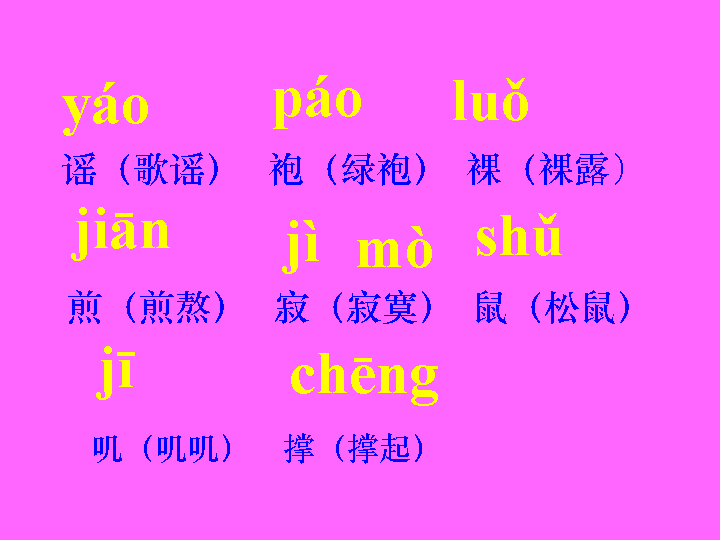 yáo páo luǒ
谣（歌谣） 袍（绿袍） 裸（裸露）
jiān jì mò shǔ
煎（煎熬） 寂（寂寞） 鼠（松鼠）
jī chēng
叽（叽叽） 撑（撑起）